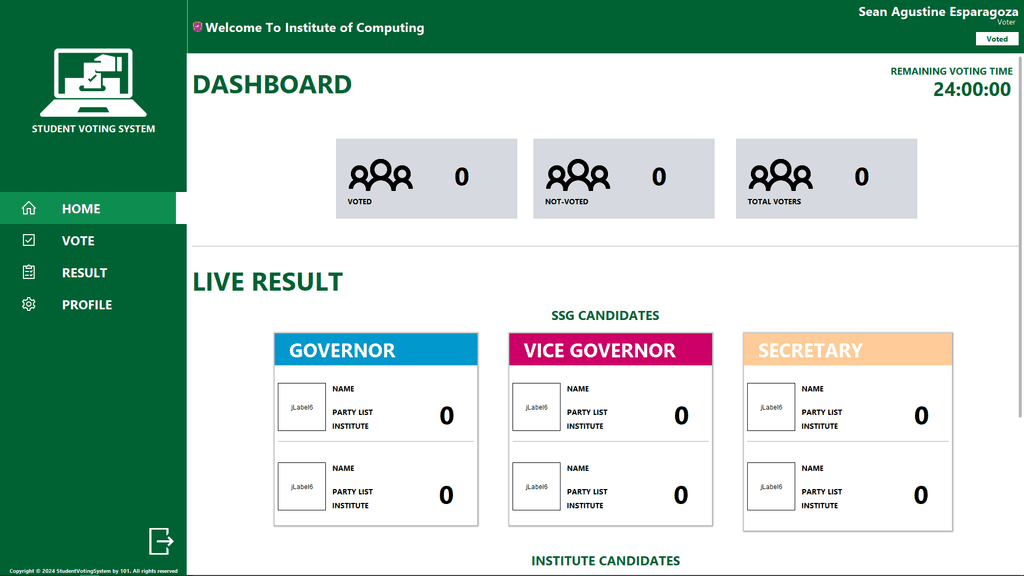 STUDENT VOTING SYSTEM
HOME
VOTE
RESULT
PROFILE
Copyright © 2024 StudentVotingSystem by 101. All rights reserved
Welcome To Institute of Computing
Sean Agustine Esparagoza
Voter
Voted
DASHBOARD
REMAINING VOTING TIME
24:00:00
0
VOTED
0
NOT-VOTED
0
TOTAL VOTERS
LIVE RESULT
SSG CANDIDATES
GOVERNOR
jLabel6
NAME
PARTY LIST
INSTITUTE
0
jLabel6
NAME
PARTY LIST
INSTITUTE
0
VICE GOVERNOR
jLabel6
NAME
PARTY LIST
INSTITUTE
0
jLabel6
NAME
PARTY LIST
INSTITUTE
0
SECRETARY
jLabel6
NAME
PARTY LIST
INSTITUTE
0
jLabel6
NAME
PARTY LIST
INSTITUTE
0
INSTITUTE CANDIDATES